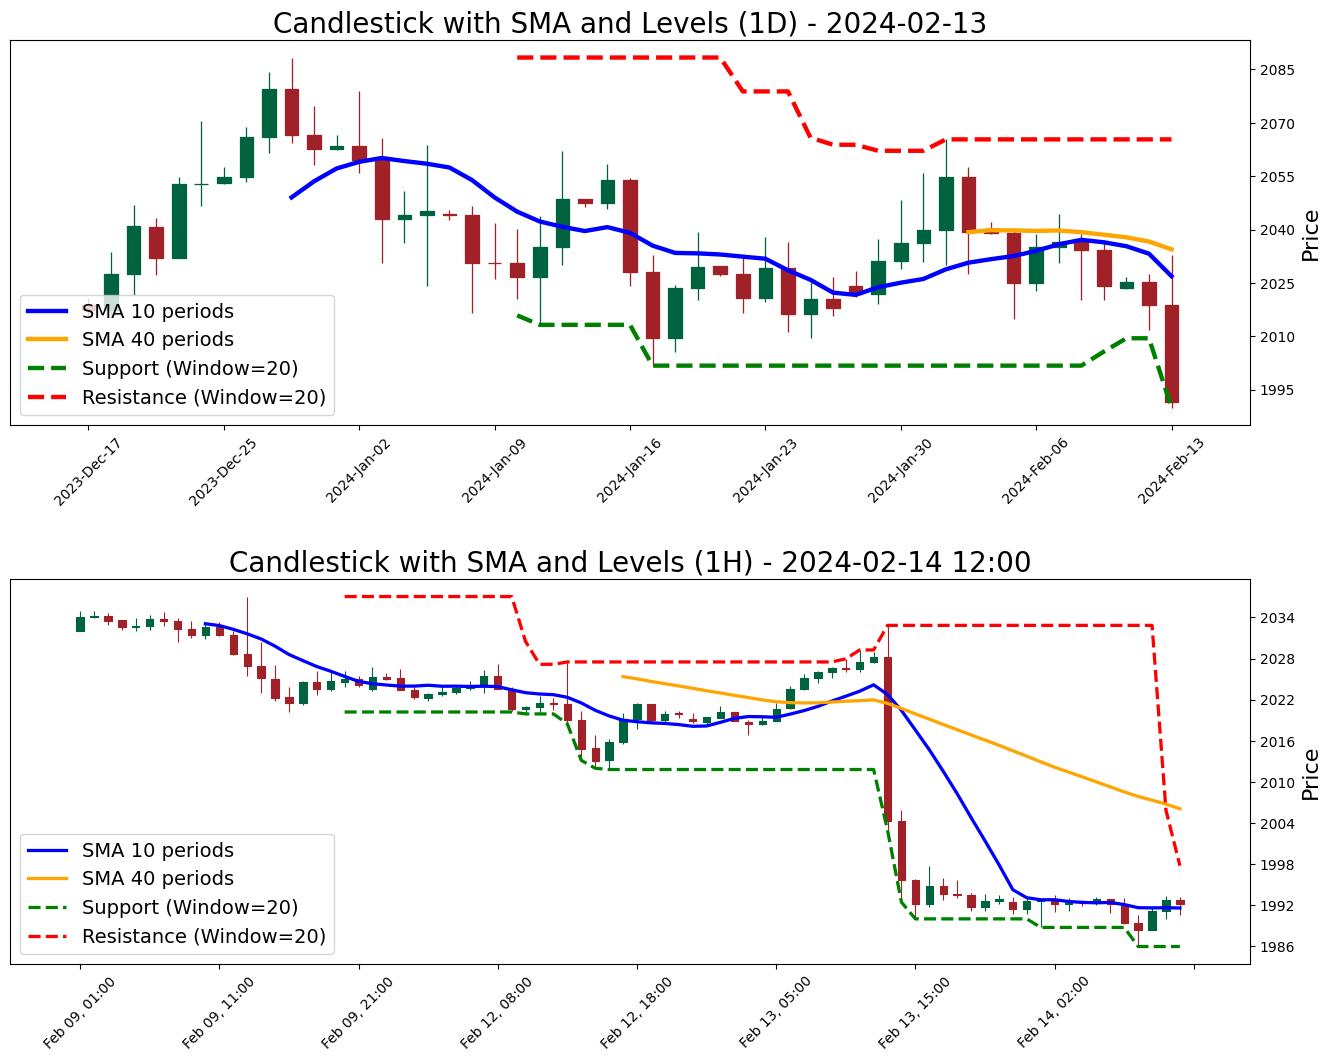 Candlestick with SMA and Levels (1D) - 2024-02-13
2085
2070
2055
2040
2025
2010
1995
Price
SMA 10 periods
SMA 40 periods
Support (Window=20)
Resistance (Window=20)
2023-Dec-17
2023-Dec-25
2024-Jan-02
2024-Jan-09
2024-Jan-16
2024-Jan-23
2024-Jan-30
2024-Feb-06
2024-Feb-13
Candlestick with SMA and Levels (1H) - 2024-02-14 12:00
2034
2028
2022
2016
2010
2004
1998
1992
1986
Price
SMA 10 periods
SMA 40 periods
Support (Window=20)
Resistance (Window=20)
Feb 09, 01:00
Feb 09, 11:00
Feb 09, 21:00
Feb 12, 08:00
Feb 12, 18:00
Feb 13, 05:00
Feb 13, 15:00
Feb 14, 02:00